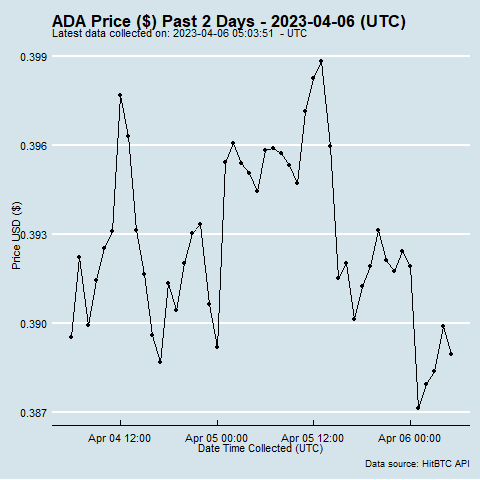 ADA Price ($) Past 2 Days - 2023-04-06 (UTC)
Latest data collected on: 2023-04-06 05:03:51  - UTC
0.399
0.396
0.393
0.390
0.387
Price USD ($)
Apr 04 12:00
Apr 05 00:00
Apr 05 12:00
Apr 06 00:00
Date Time Collected (UTC)
Data source: HitBTC API